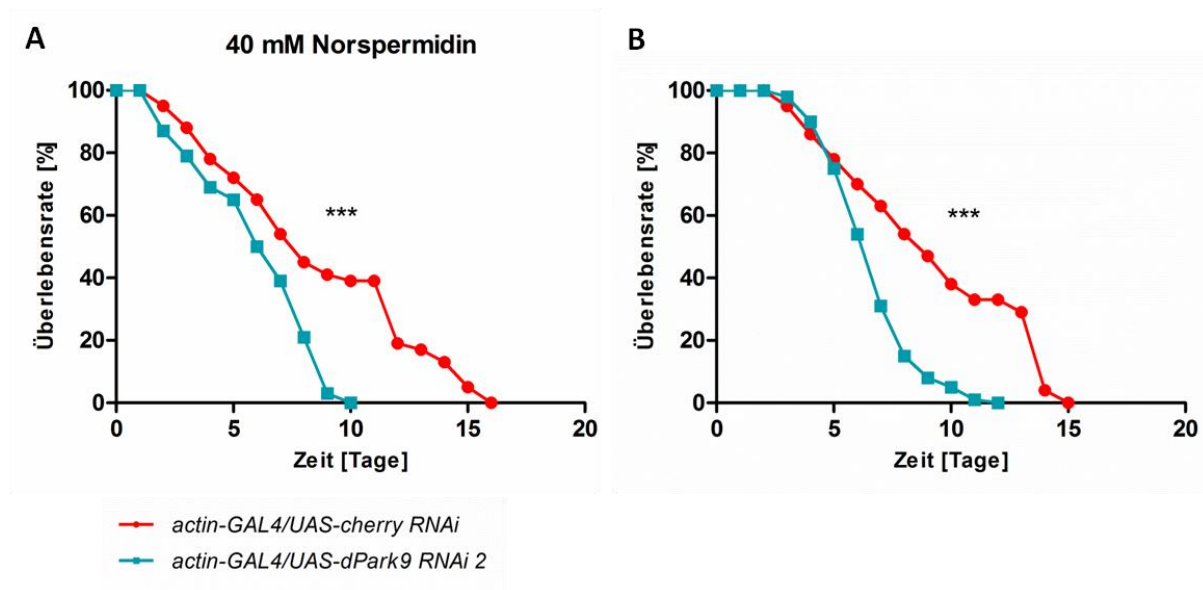 A
40 mM Norspermidin
Überlebensrate [%]
100
80
60
40
20
0
***
0 5 10 15 20
Zeit [Tage]
B
Überlebensrate [%]
100
80
60
40
20
0
***
0 5 10 15 20
Zeit [Tage]
actin-GAL4/UAS-cherry RNAi
actin-GAL4/UAS-dPark9 RNAi 2